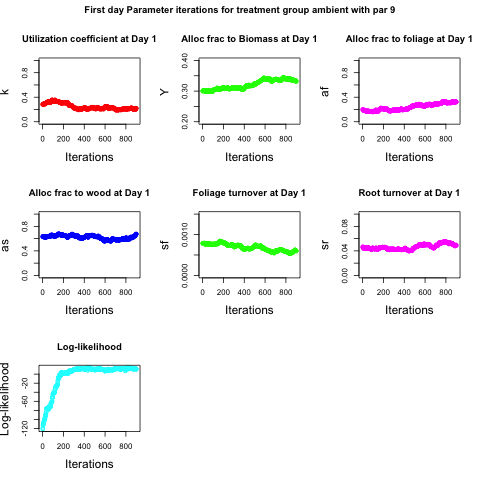 First day Parameter iterations for treatment group ambient with par 9
Utilization coefficient at Day 1
k
0.0 0.4 0.8
0 200 400 600 800
Iterations
Alloc frac to Biomass at Day 1
Y
0.20 0.30 0.40
0 200 400 600 800
Iterations
Alloc frac to foliage at Day 1
af
0.0 0.4 0.8
0 200 400 600 800
Iterations
Alloc frac to wood at Day 1
as
0.0 0.4 0.8
0 200 400 600 800
Iterations
Foliage turnover at Day 1
sf
0.0000 0.0010
0 200 400 600 800
Iterations
Root turnover at Day 1
sr
0.00 0.04 0.08
0 200 400 600 800
Iterations
Log-likelihood
Log-likelihood
-120 -60 -20
0 200 400 600 800
Iterations